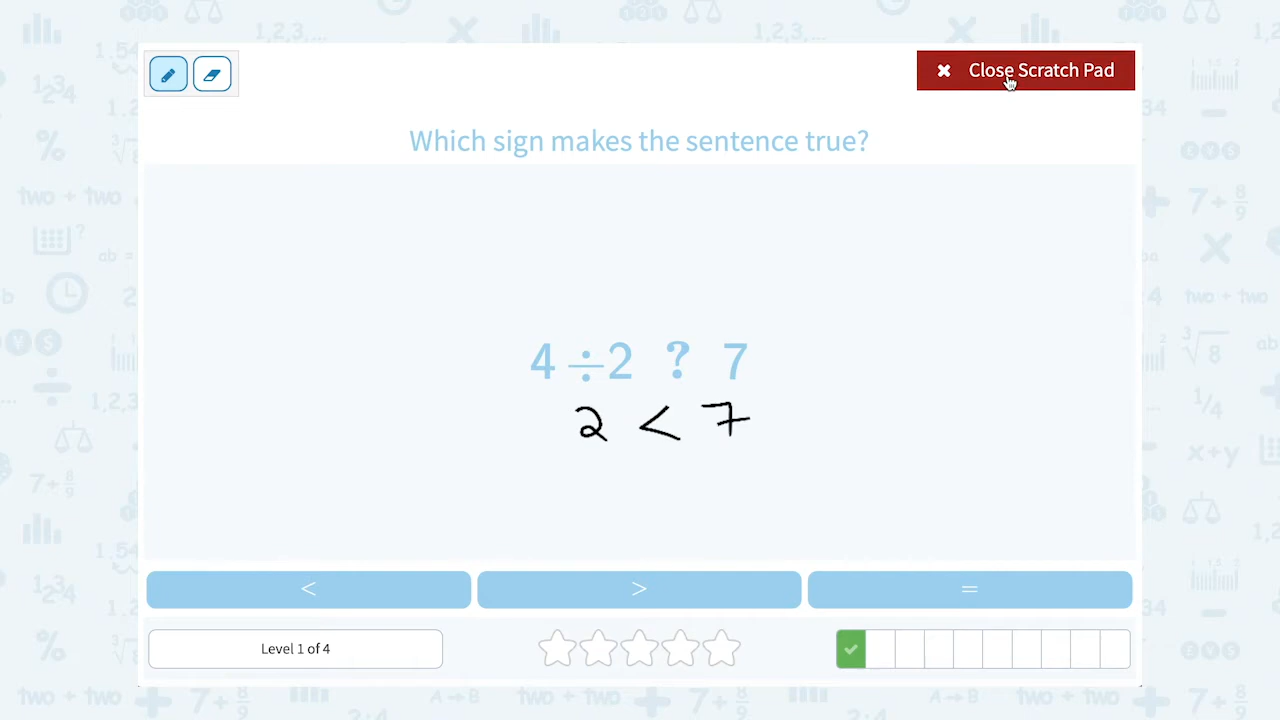 Close Scratch Pad
Which sign makes the sentence true?
4 ÷ 2 ? 7
2 < 7
< > =
Level 1 of 4